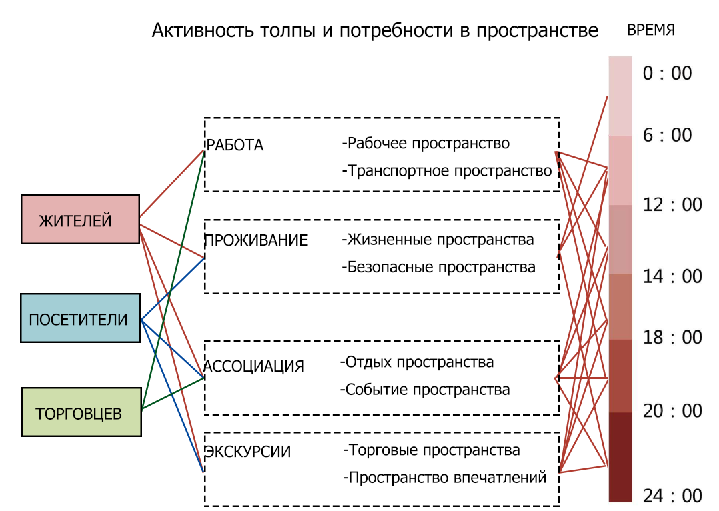 Активность толпы и потребности в пространстве
ВРЕМЯ
0 : 00
6 : 00
12 : 00
14 : 00
18 : 00
20 : 00
24 : 00
ЖИТЕЛЕЙ
ПОСЕТИТЕЛИ
ТОРГОВЦЕВ
РАБОТА
-Рабочее пространство
-Транспортное пространство
ПРОЖИВАНИЕ
-Жизненные пространства
-Безопасные пространства
АССОЦИАЦИЯ
-Отдых пространства
-Событие пространства
ЭКСКУРСИИ
-Торговые пространства
-Пространство впечатлений